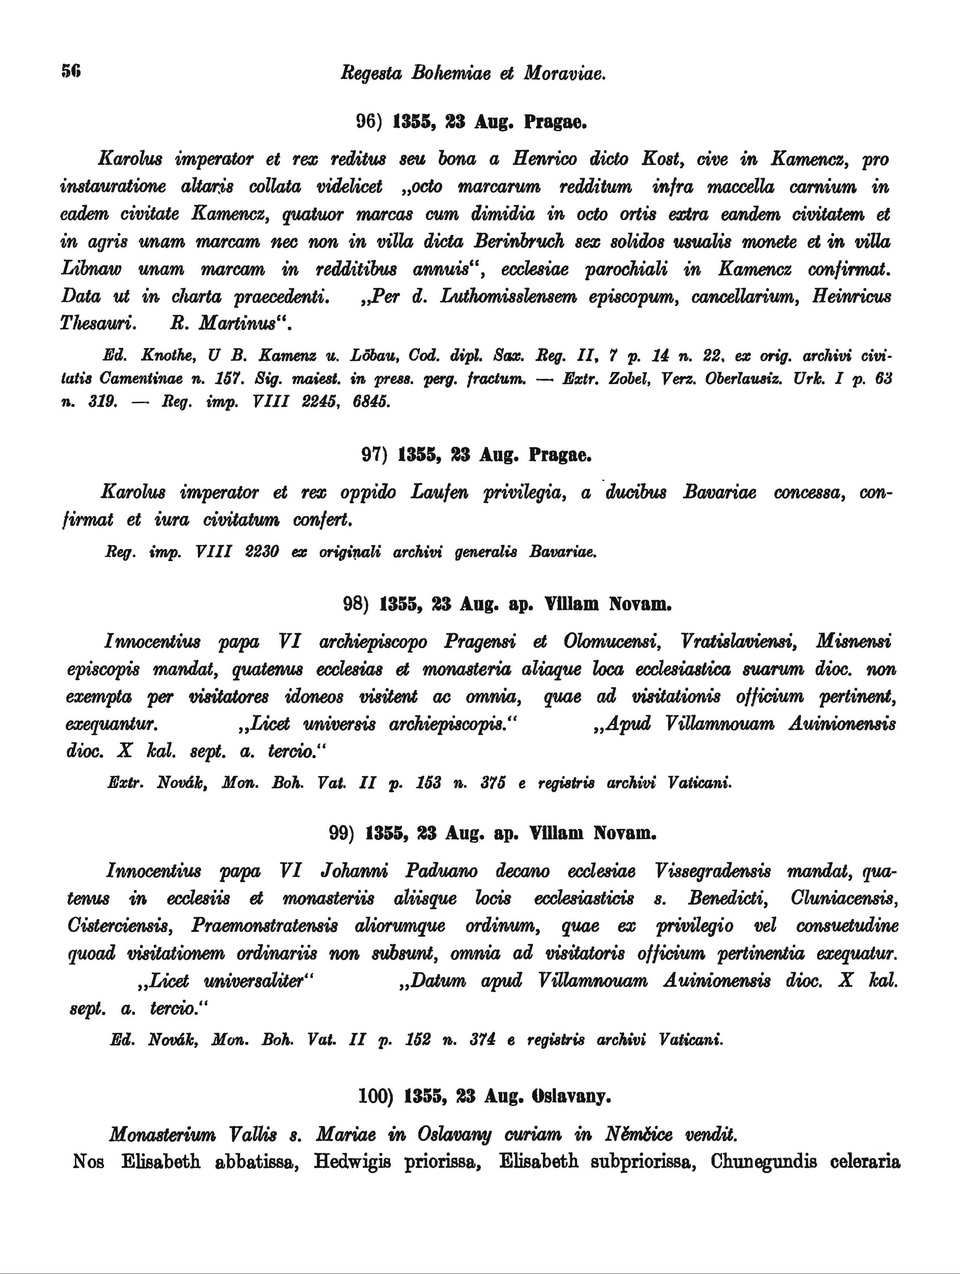 56
Regesta Bohemiae et Moraviae.
96) 1355, 23 Aug. Pragae.
Karolus imperator et rex reditus seu bona a Henrico dicto Kost, cive in Kamencz, pro
instauratione altaris collata videlicet „octo marcarum redditum infra maccella carnium in
eadem civitate Kamencz, quatuor marcas cum dimidia in octo ortis extra eandem civitatem et
in agris unam marcam nec non in villa dicta Berinbruch sex solidos usualis monete et in villa
Libnaw unam marcam in redditibus annuis“, ecclesiae parochiali in Kamencz confirmat.
Data ut in charta praecedenti. „Per d. Luthomisslensem episcopum, cancellarium, Heinricus
Thesauri. R. Martinus“.
Ed. Knothe, U B. Kamenz u. Löbau, Cod. dipl. Sax. Reg. II, 7 p. 14 n. 22, ex orig. archivi civi-
tatis Camentinae n. 157. Sig. maiest. in press. perg. fractum. — Extr. Zobel, Verz. Oberlausiz. Urk. I p. 63
n. 319. — Reg. imp. VIII 2245, 6845.
97) 1355, 23 Aug. Pragae.
Karolus imperator et rex oppido Laufen privilegia, a ducibus Bavariae concessa, con-
firmat et iura civitatum confert.
Reg. imp. VIII 2230 ex originali archivi generalis Bavariae.
98) 1355, 23 Aug. ap. Villam Novam.
Innocentius papa VI archiepiscopo Pragensi et Olomucensi, Vratislaviensi, Misnensi
episcopis mandat, quatenus ecclesias et monasteria aliaque loca ecclesiastica suarum dioc. non
exempta per visitatores idoneos visitent ac omnia, quae ad visitationis officium pertinent,
exequantur. „Licet universis archiepiscopis.“ „Apud Villamnouam Auinionensis
dioc. X kal. sept. a. tercio.“
Extr. Novák, Mon. Boh. Vat. II p. 153 n. 375 e registris archivi Vaticani.
99) 1355, 23 Aug. ap. Villam Novam.
Innocentius papa VI Johanni Paduano decano ecclesiae Vissegradensis mandat, qua-
tenus in ecclesiis et monasteriis aliisque locis ecclesiasticis s. Benedicti, Cluniacensis,
Cisterciensis, Praemonstratensis aliorumque ordinum, quae ex privilegio vel consuetudine
quoad visitationem ordinariis non subsunt, omnia ad visitatoris officium pertinentia exequatur.
„Licet universaliter“ „Datum apud Villamnouam Auinionensis dioc. X kal.
sept. a. tercio.“
Ed. Novák, Mon. Boh. Vat. II p. 152 n. 374 e registris archivi Vaticani.
100) 1355, 23 Aug. Oslavany.
Monasterium Vallis s. Mariae in Oslavany curiam in Němčice vendit.
Nos Elisabeth abbatissa, Hedwigis priorissa, Elisabeth subpriorissa, Chunegundis celeraria